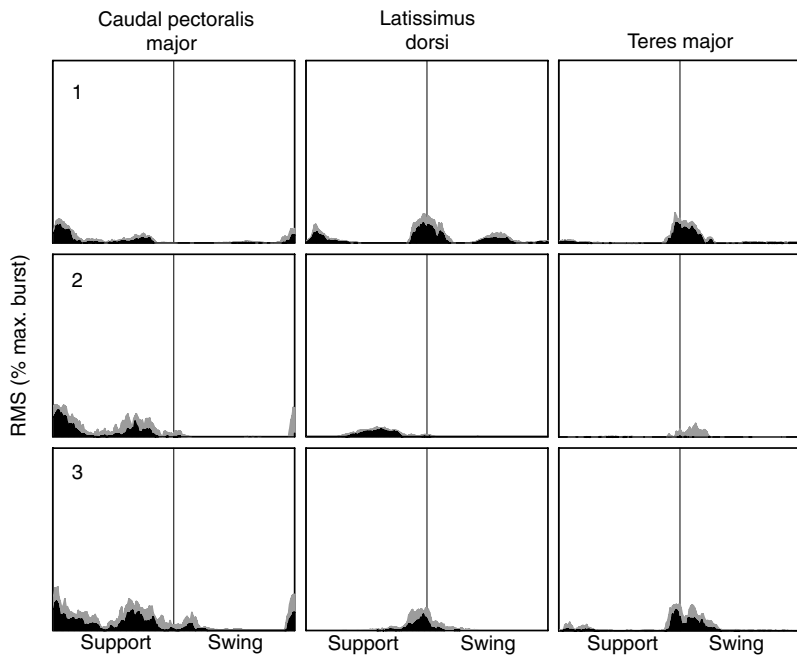 Caudal pectoralis
major
Latissimus
dorsi
Teres major
RMS (% max. burst)
1
2
3
Support
Swing
Support
Swing
Support
Swing